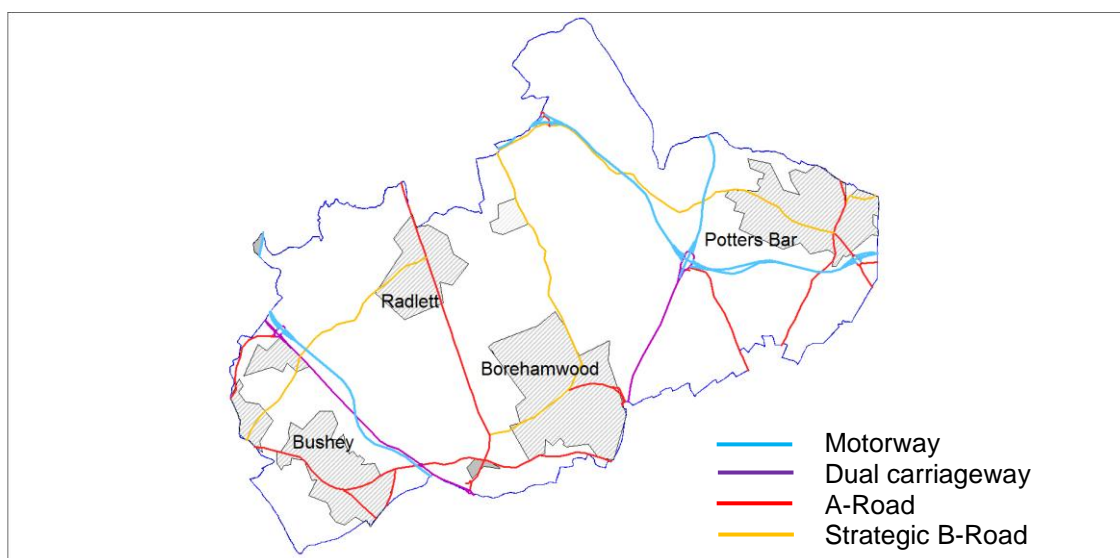 Potters Bar
Radlett
Borehamwood
Bushey
Motorway
Dual carriageway
A-Road
Strategic B-Road